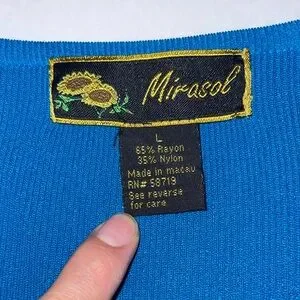 Mirasol
L
65% Rayon
35% Nylon
Made in macau
RN# 58719
See reverse
for care